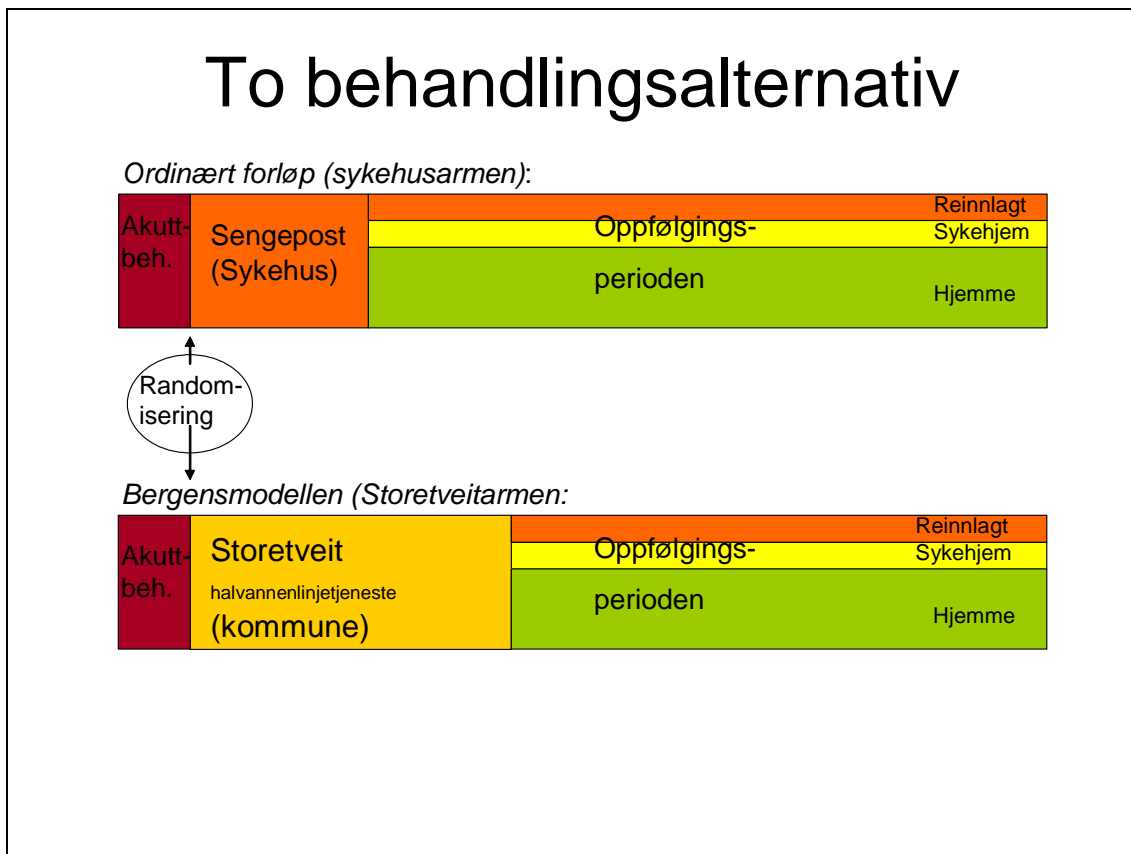 To behandlingsalternativ
Ordinært forløp (sykehusarmen):
Akutt-
beh.
Sengepost
(Sykehus)
Oppfølgings-
perioden
Reinnlagt
Sykehjem
Hjemme
Random-
isering
Bergensmodellen (Storetveitarmen:
Akutt-
beh.
Storetveit
halvannenlinjetjeneste
(kommune)
Oppfølgings-
perioden
Reinnlagt
Sykehjem
Hjemme